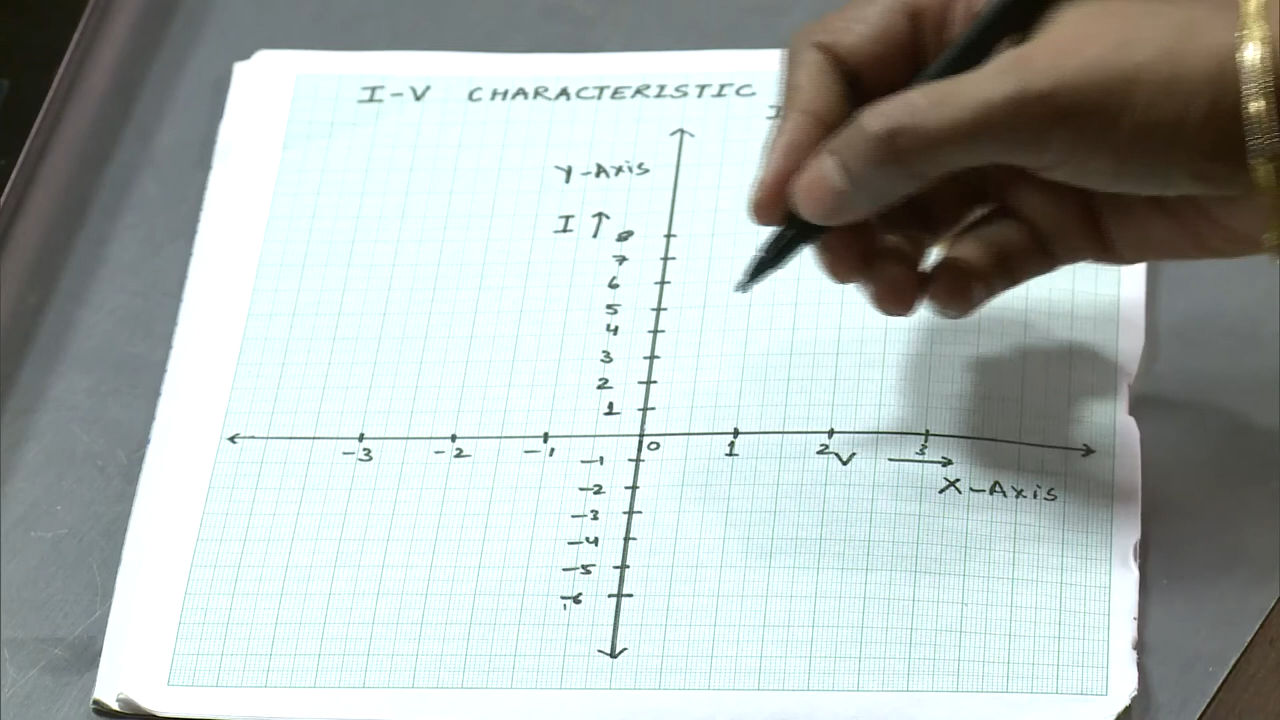 I-V CHARACTERISTIC
I
Y-Axis
I ↑
8
7
6
5
4
3
2
1
-3 -2 -1 0 1 2 3
V → X-Axis
-1
-2
-3
-4
-5
-6